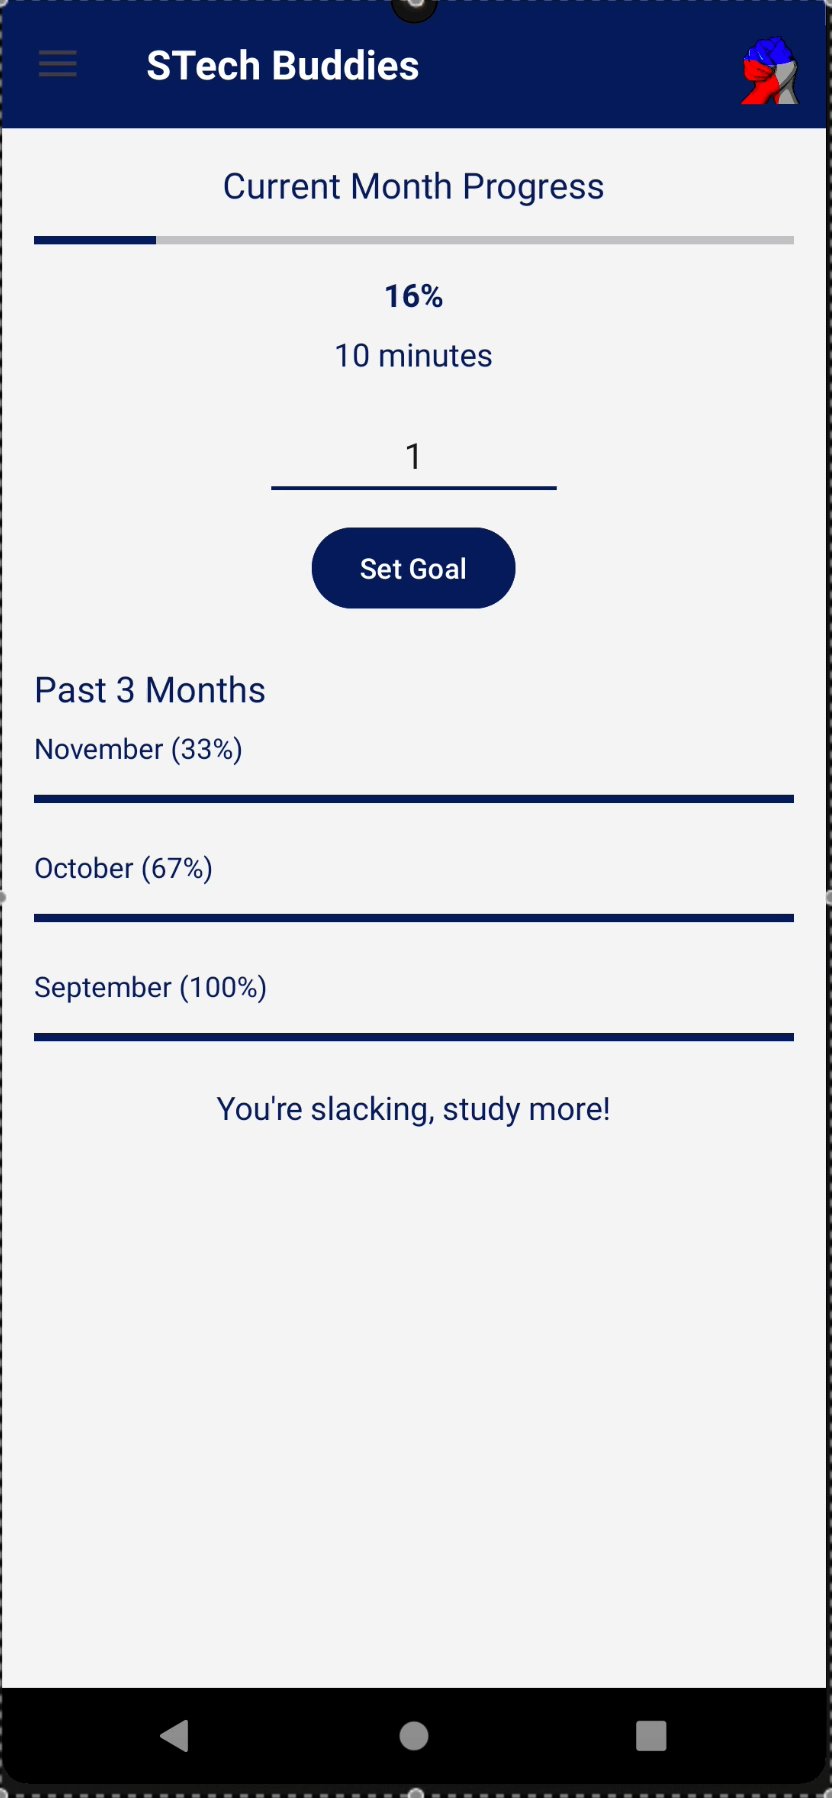 STech Buddies
Current Month Progress
16%
10 minutes
1
Set Goal
Past 3 Months
November (33%)
October (67%)
September (100%)
You're slacking, study more!